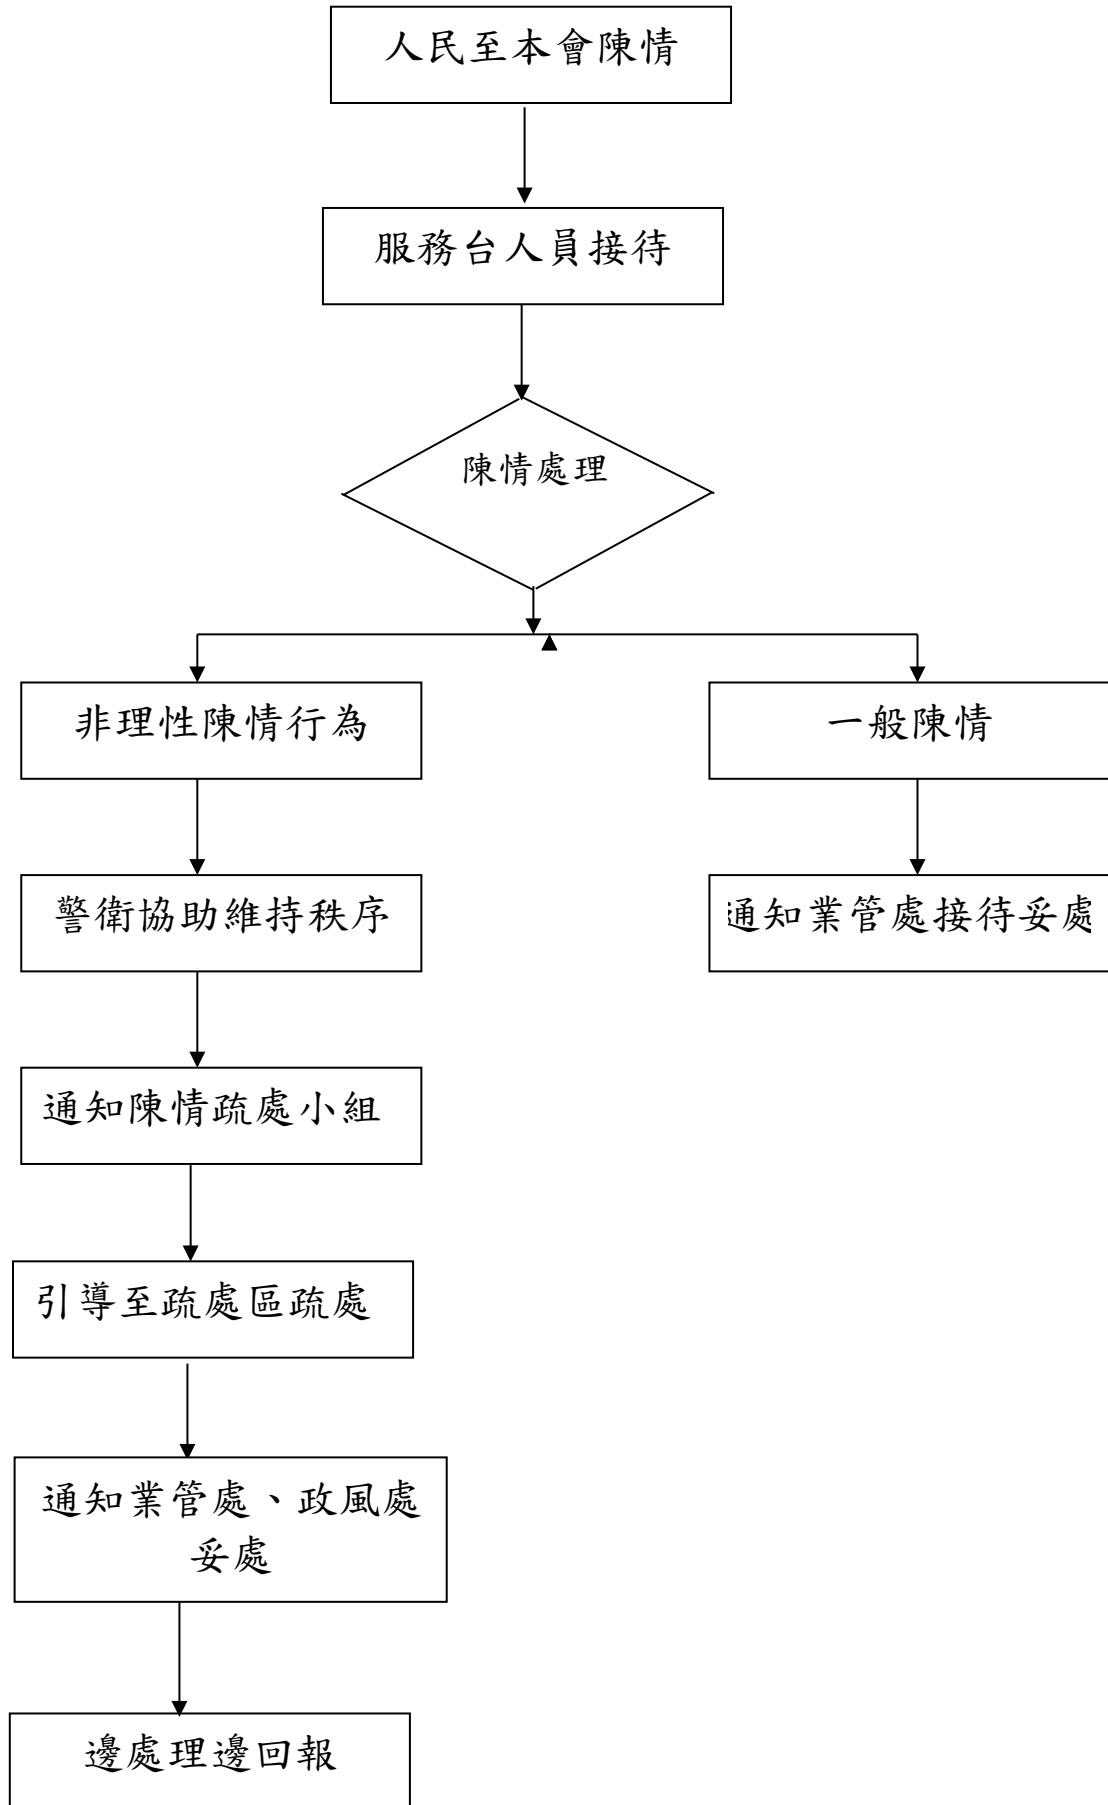 人民至本會陳情
服務台人員接待
陳情處理
非理性陳情行為
一般陳情
警衛協助維持秩序
通知業管處接待妥處
通知陳情疏處小組
引導至疏處區疏處
通知業管處、政風處
妥處
邊處理邊回報